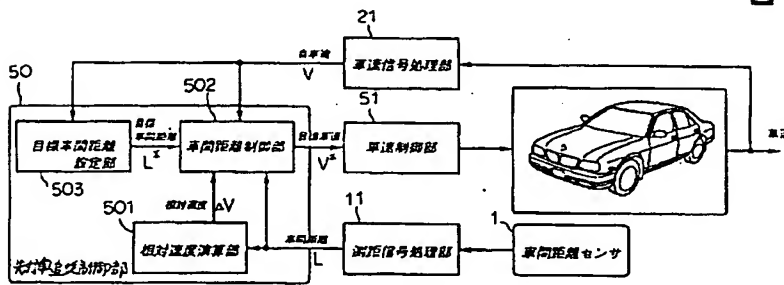 21
自車速
V
車速信号処理部
50
502
51
目標車間距離
設定部
503
目標
車間距離
L*
車間距離制御部
目標車速
V*
車速制御部
車速
501
相対速度
ΔV
相対速度演算部
先行車追従制御部
車間距離
L
11
測距信号処理部
1
車間距離センサ